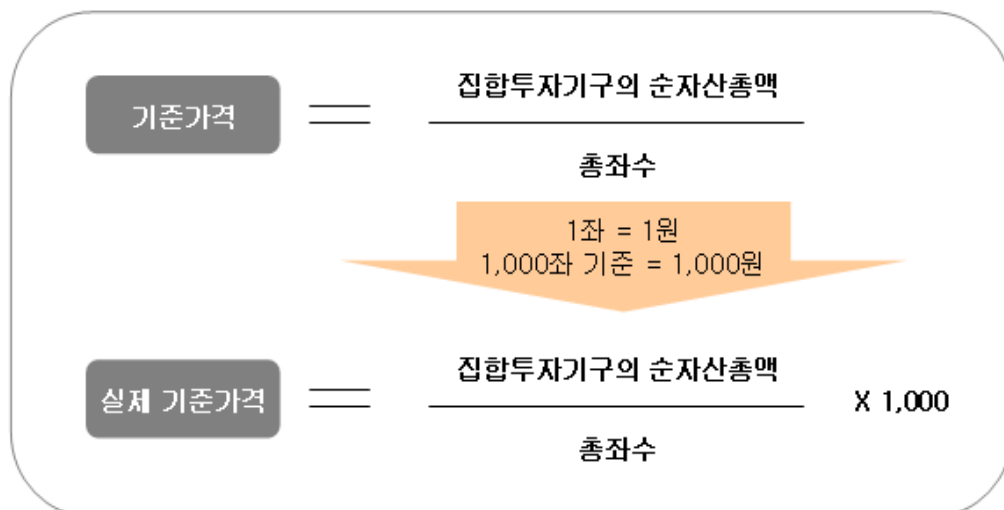 집합투자기구의 순자산총액
기준가격
총좌수
1좌 = 1원
1,000좌 기준 = 1,000원
집합투자기구의 순자산총액
실제 기준가격
X 1,000
총좌수